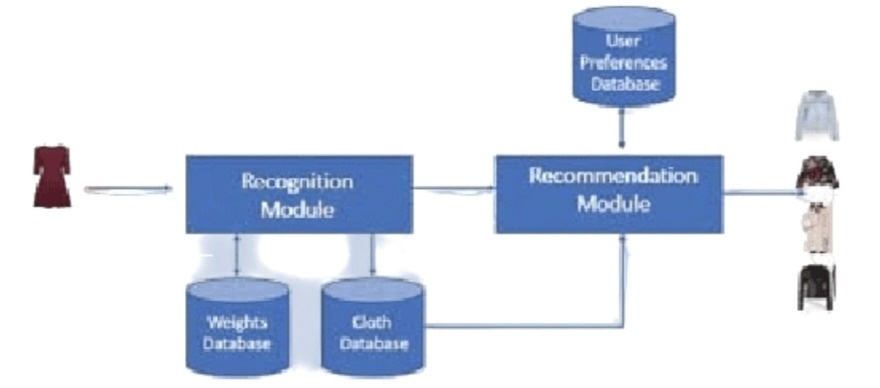 User
Preferences
Database
Recognition
Module
Recommendation
Module
Weights
Database
Cloth
Database